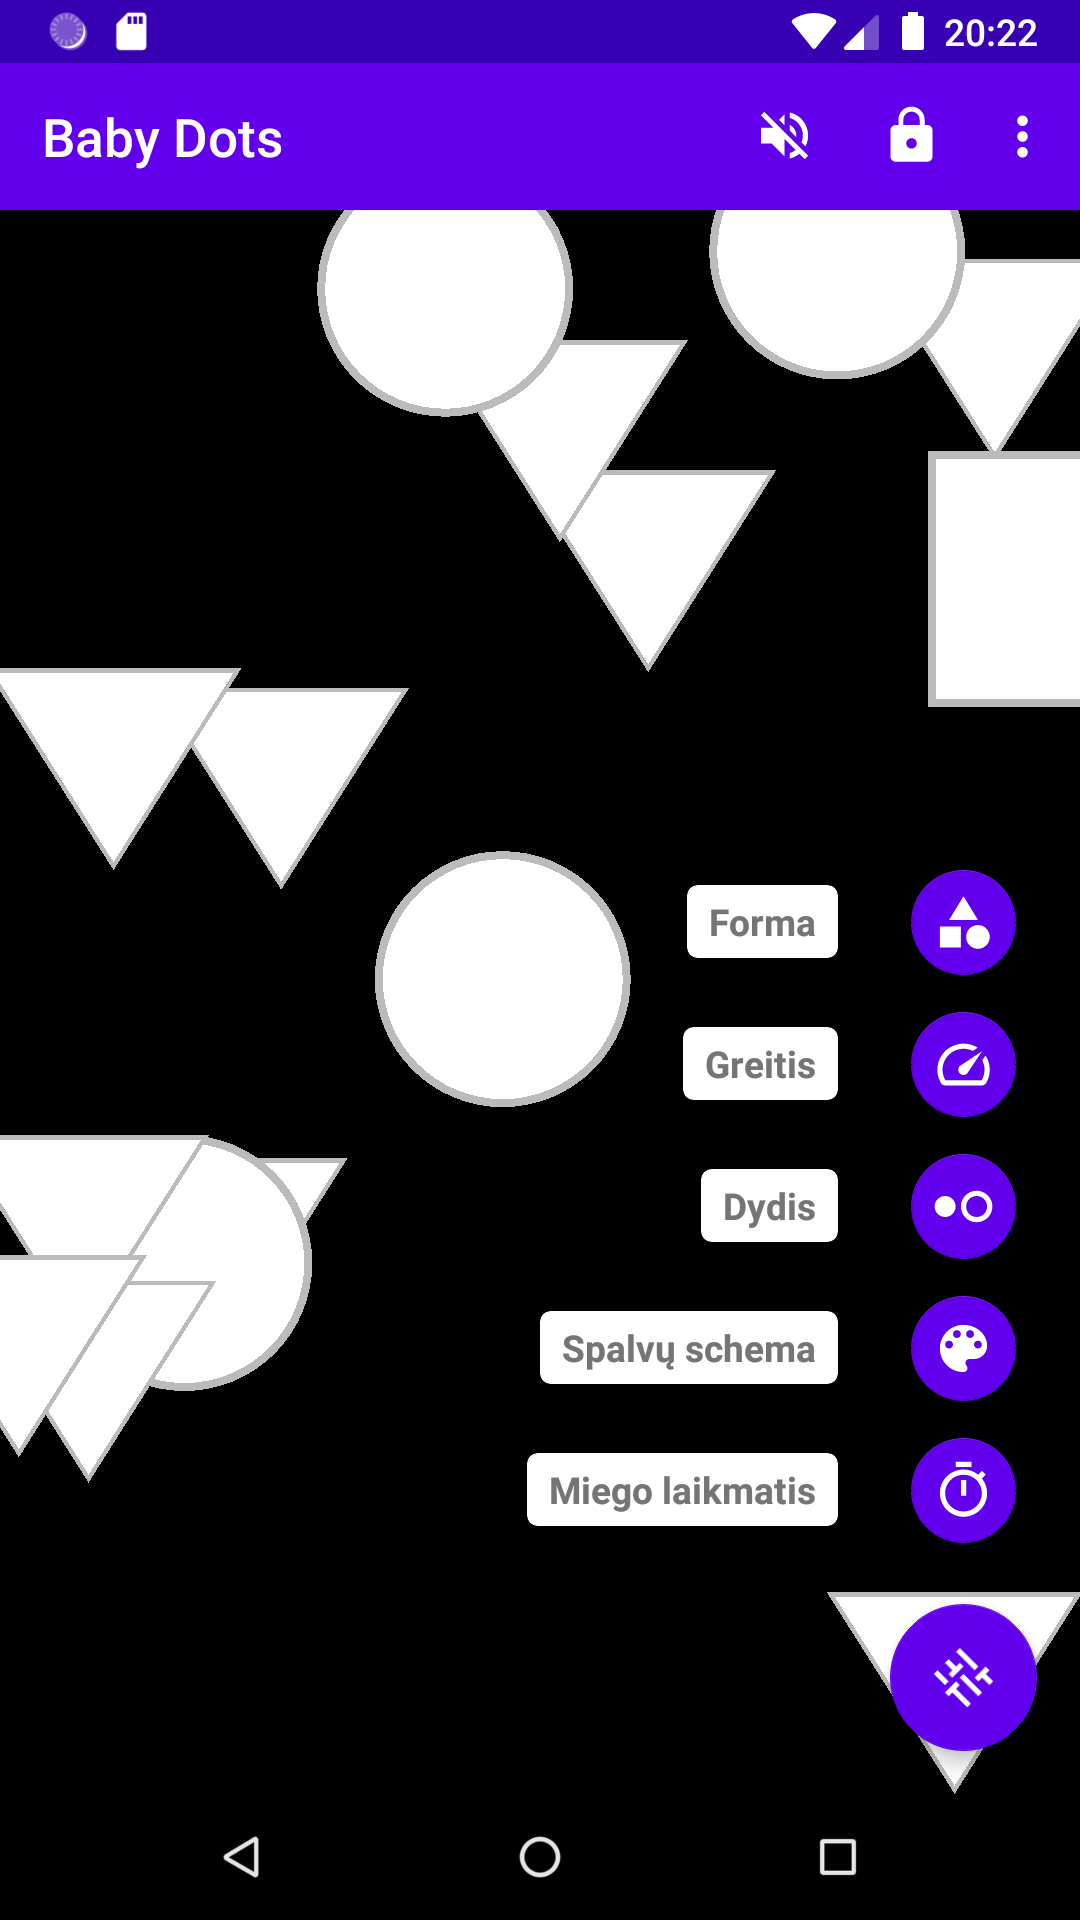 20:22
Baby Dots
Forma
Greitis
Dydis
Spalvų schema
Miego laikmatis